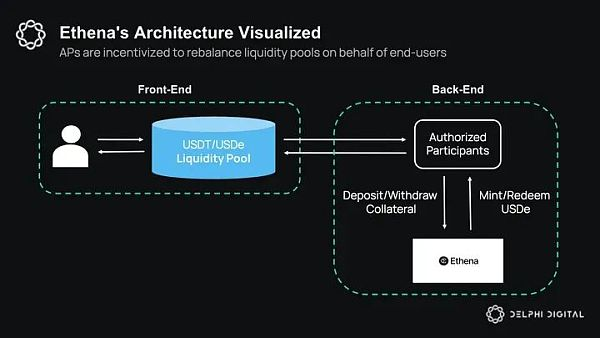 Ethena's Architecture Visualized
APs are incentivized to rebalance liquidity pools on behalf of end-users
Front-End
Back-End
USDT/USDe
Liquidity Pool
Authorized
Participants
Deposit/Withdraw
Collateral
Mint/Redeem
USDe
Ethena
DELPHI DIGITAL